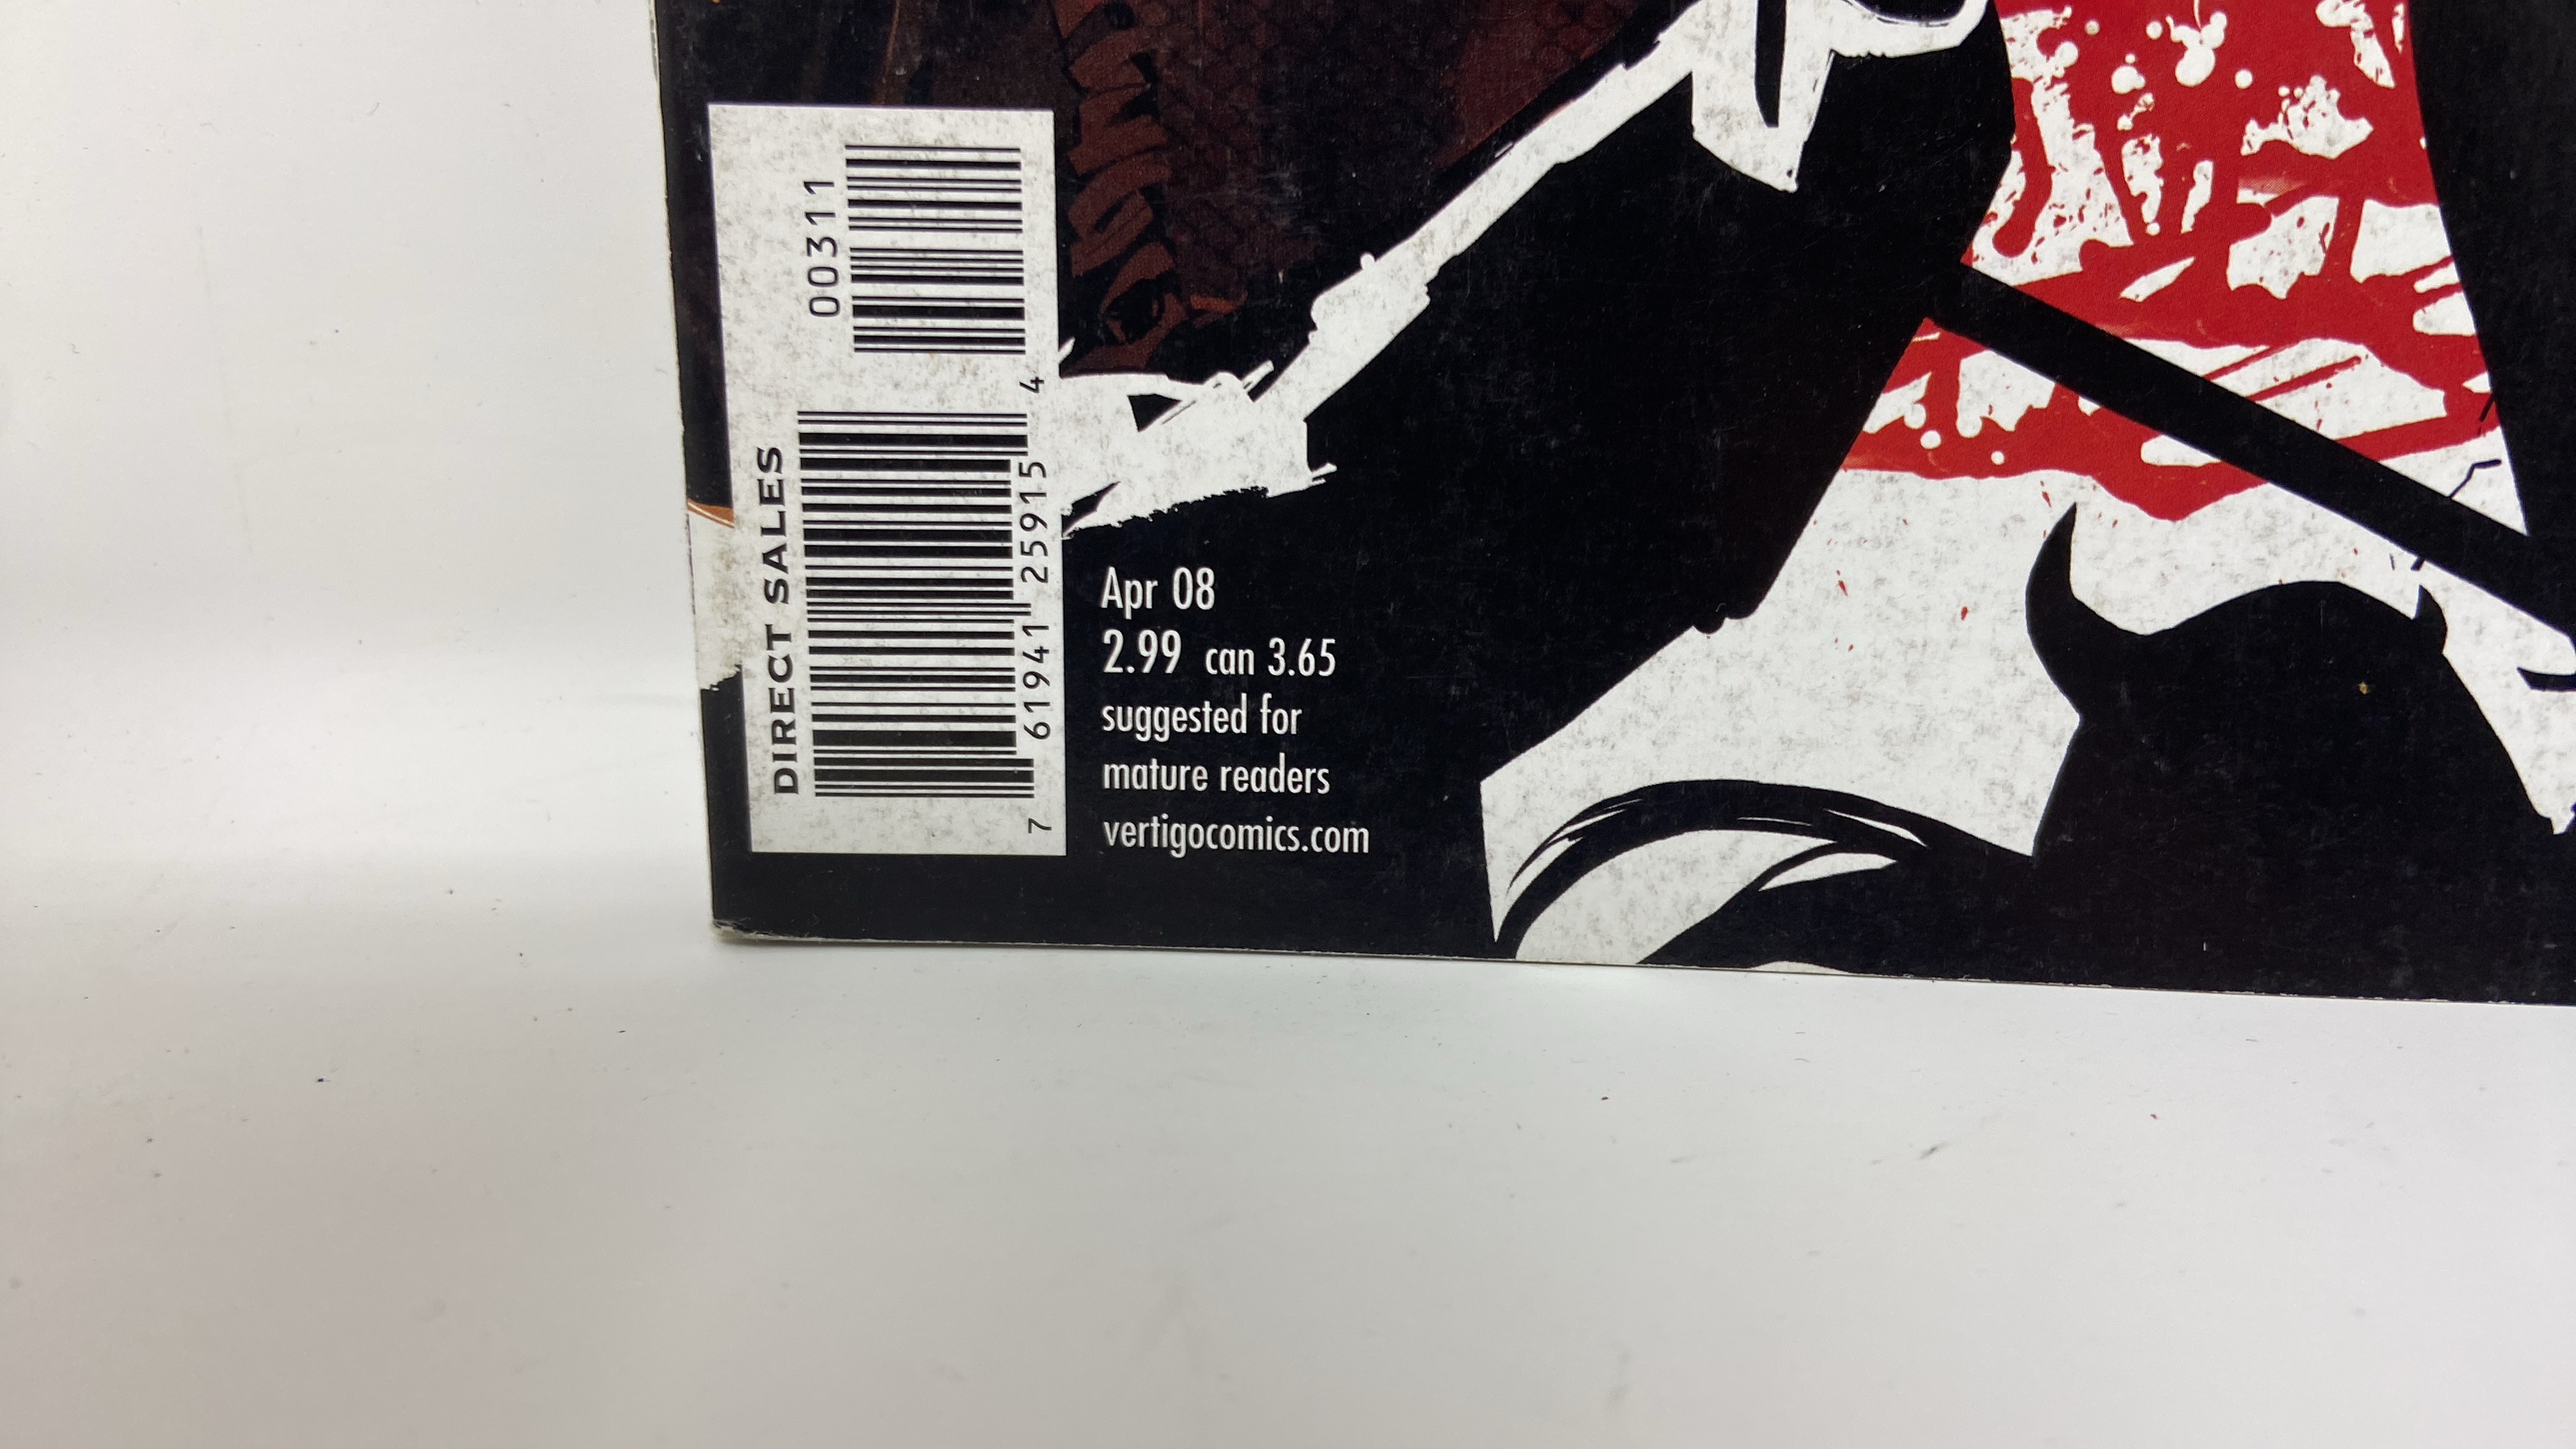 DIRECT SALES
00311
7 61941 25915 4
Apr 08
2.99 can 3.65
suggested for
mature readers
vertigocomics.com